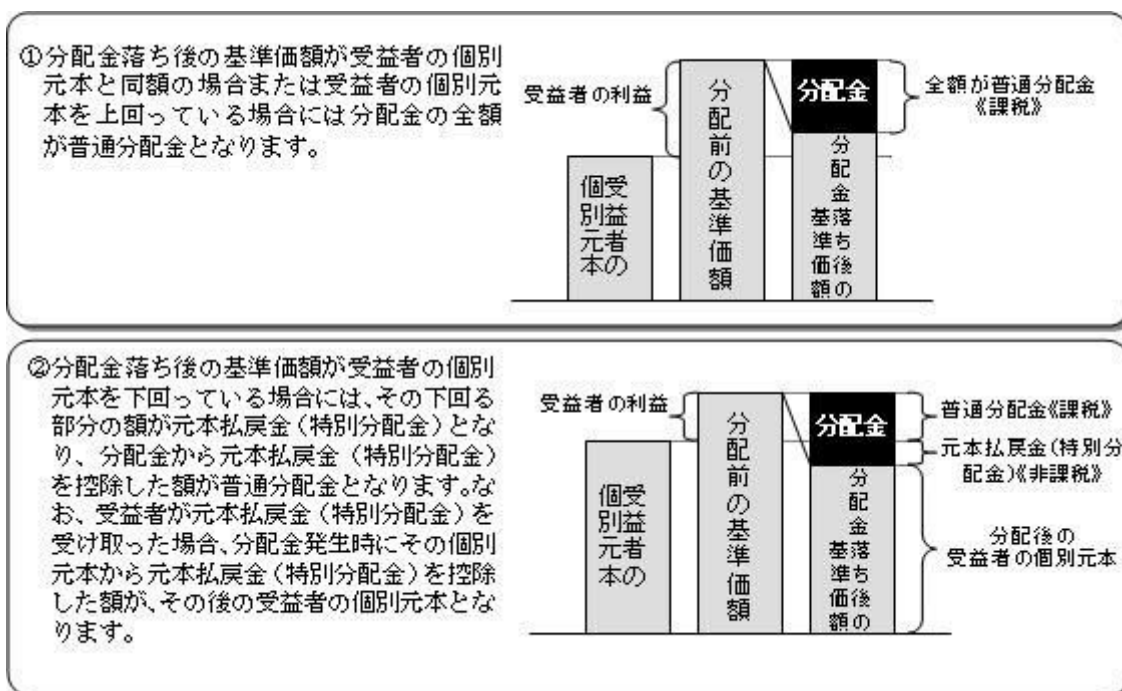 ①分配金落ち後の基準価額が受益者の個別
元本と同額の場合または受益者の個別元
本を上回っている場合には分配金の全額
が普通分配金となります。
受益者の利益
受益者の
個別元本
分配前の基準価額
分配金
分配金落ち後の
基準価額
全額が普通分配金
《課税》
②分配金落ち後の基準価額が受益者の個別
元本を下回っている場合には、その下回る
部分の額が元本払戻金(特別分配金)とな
り、分配金から元本払戻金(特別分配金)
を控除した額が普通分配金となります。な
お、受益者が元本払戻金(特別分配金)を
受け取った場合、分配金発生時にその個別
元本から元本払戻金(特別分配金)を控除
した額が、その後の受益者の個別元本とな
ります。
受益者の利益
受益者の
個別元本
分配前の基準価額
分配金
分配金落ち後の
基準価額
普通分配金《課税》
元本払戻金(特別分
配金)《非課税》
分配後の
受益者の個別元本